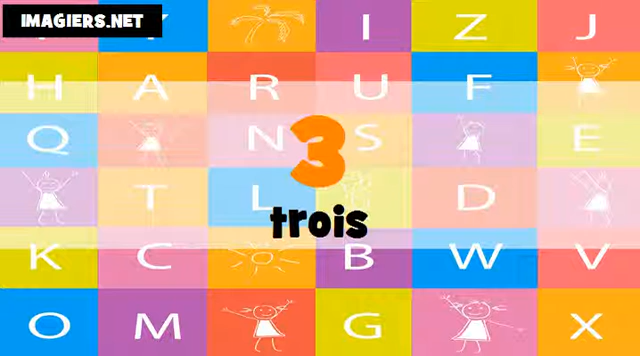 IMAGIERS.NET
Y I Z J
H A R U F
Q N S E
3
T L D
trois
K C B W V
O M G X